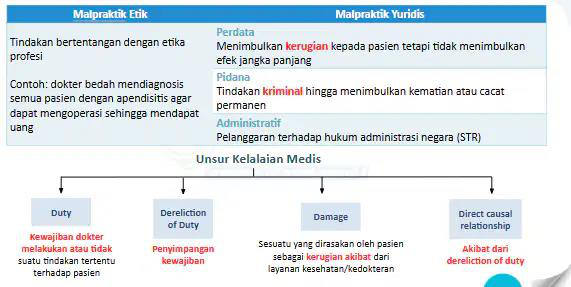 Malpraktik Etik
Malpraktik Yuridis
Tindakan bertentangan dengan etika
profesi
Contoh: dokter bedah mendiagnosis
semua pasien dengan apendisitis agar
dapat mengoperasi sehingga mendapat
uang
Perdata
Menimbulkan kerugian kepada pasien tetapi tidak menimbulkan
efek jangka panjang
Pidana
Tindakan kriminal hingga menimbulkan kematian atau cacat
permanen
Administratif
Pelanggaran terhadap hukum administrasi negara (STR)
Unsur Kelalaian Medis
Duty
Kewajiban dokter
melakukan atau tidak
suatu tindakan tertentu
terhadap pasien
Dereliction
of Duty
Penyimpangan
kewajiban
Damage
Sesuatu yang dirasakan oleh pasien
sebagai kerugian akibat dari
layanan kesehatan/kedokteran
Direct causal
relationship
Akibat dari
dereliction of duty